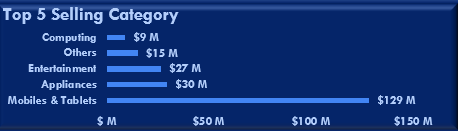 Top 5 Selling Category
Computing $9 M
Others $15 M
Entertainment $27 M
Appliances $30 M
Mobiles & Tablets $129 M
$ M $50 M $100 M $150 M